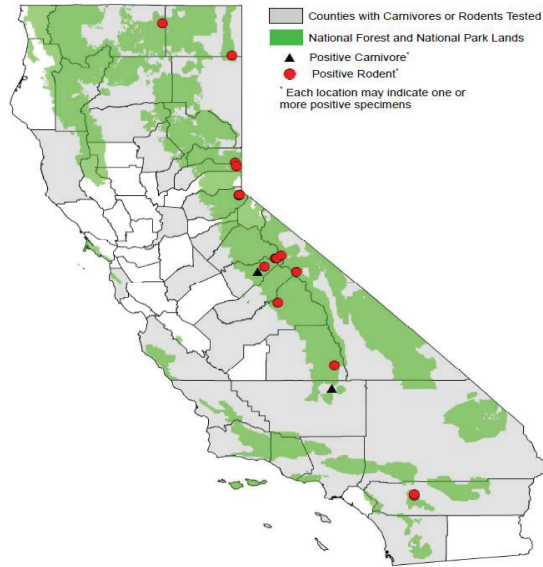 Counties with Carnivores or Rodents Tested
National Forest and National Park Lands
Positive Carnivore*
Positive Rodent*
* Each location may indicate one or
more positive specimens